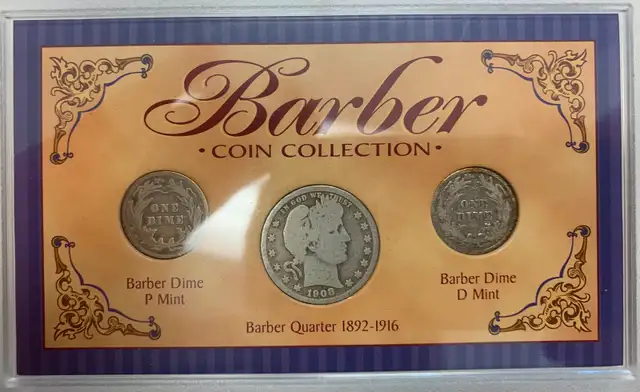 Barber
• COIN COLLECTION •
ONE
DIME
IN GOD WE TRUST
1908
ONE
DIME
Barber Dime
P Mint
Barber Quarter 1892-1916
Barber Dime
D Mint